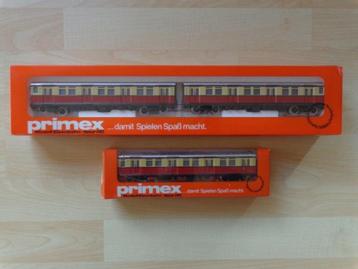 primex
...damit Spielen Spaß macht.
primex
...damit Spielen Spaß macht.